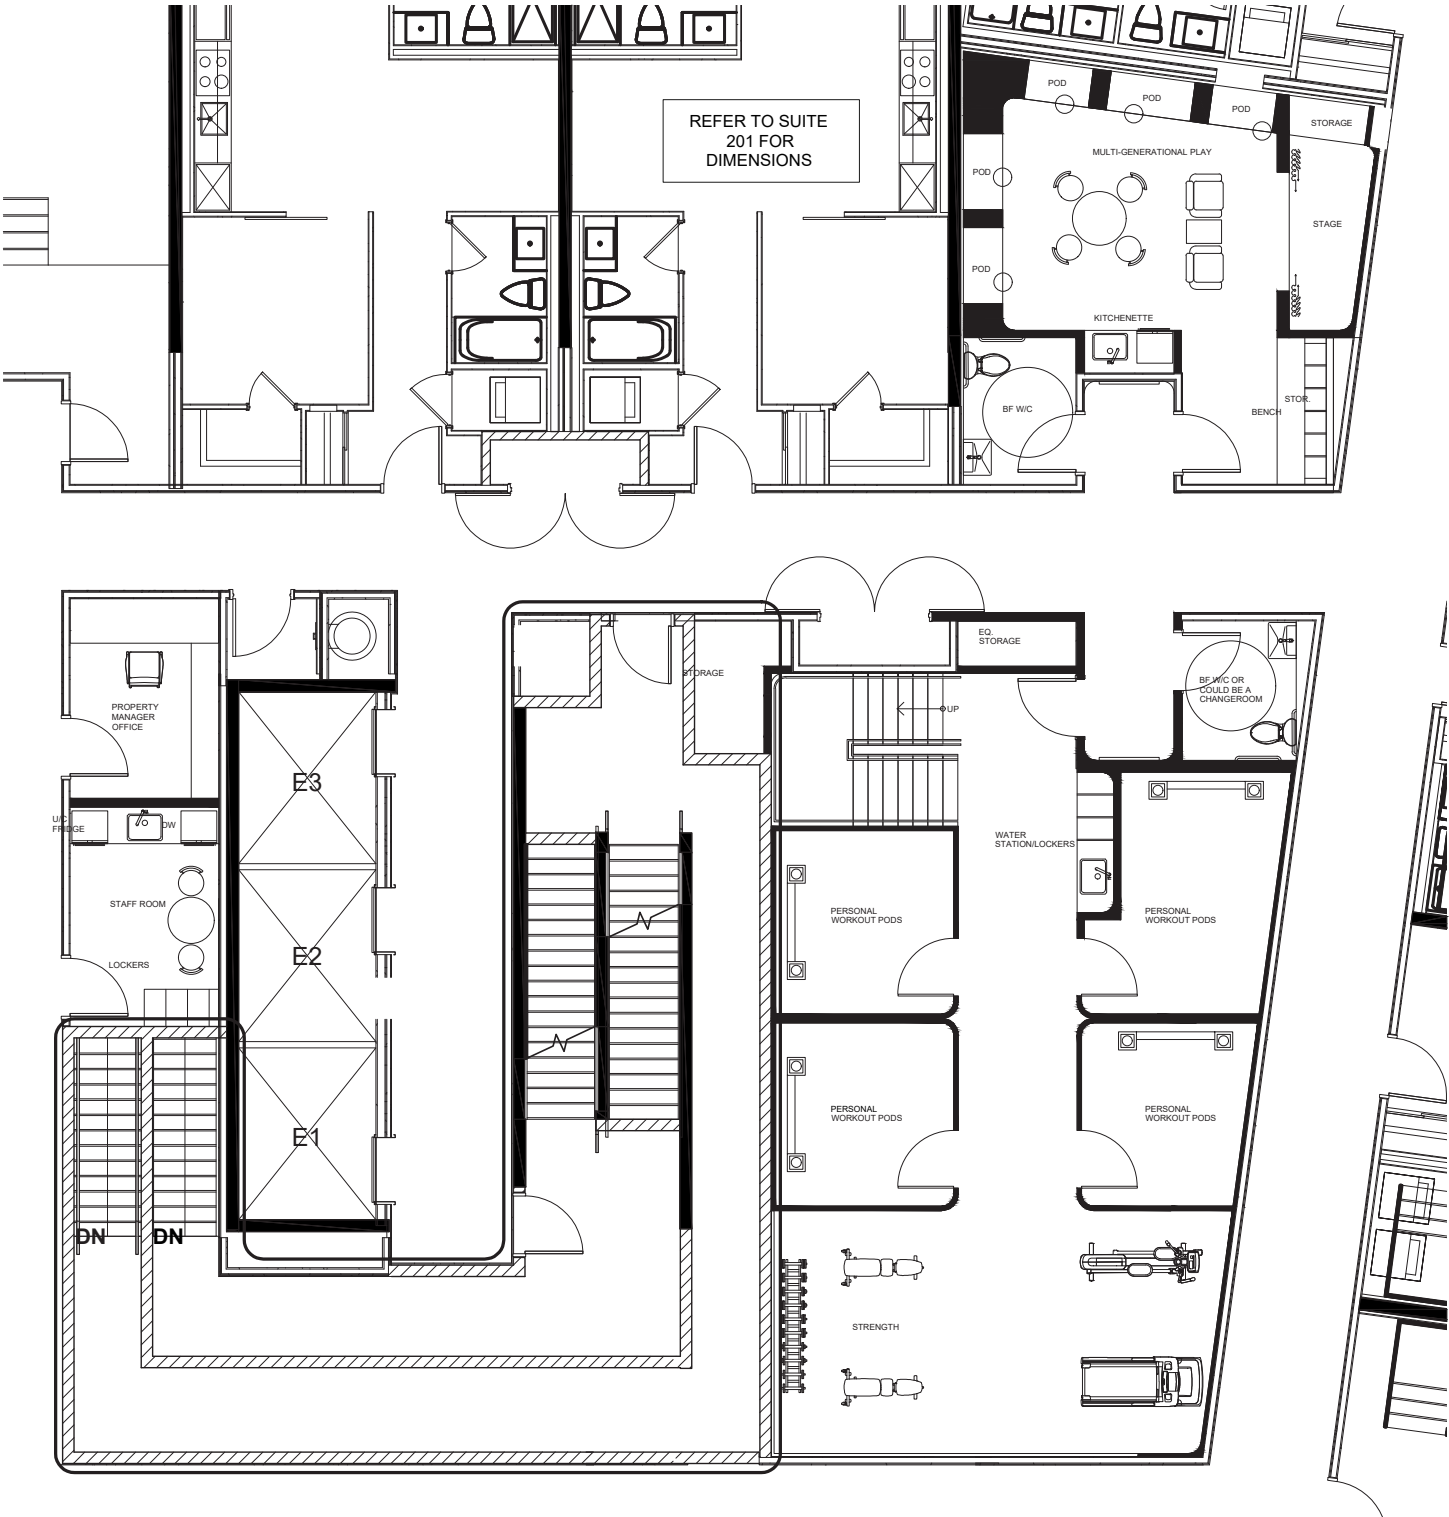 REFER TO SUITE
201 FOR
DIMENSIONS
POD
POD
POD
STORAGE
MULTI-GENERATIONAL PLAY
POD
STAGE
POD
KITCHENETTE
BF W/C
BENCH
STOR.
EQ.
STORAGE
STORAGE
BF W/C OR
COULD BE A
CHANGEROOM
UP
PROPERTY
MANAGER
OFFICE
E3
U/C
FRIDGE
DW
WATER
STATION/LOCKERS
STAFF ROOM
PERSONAL
WORKOUT PODS
PERSONAL
WORKOUT PODS
E2
LOCKERS
PERSONAL
WORKOUT PODS
PERSONAL
WORKOUT PODS
E1
DN
DN
STRENGTH